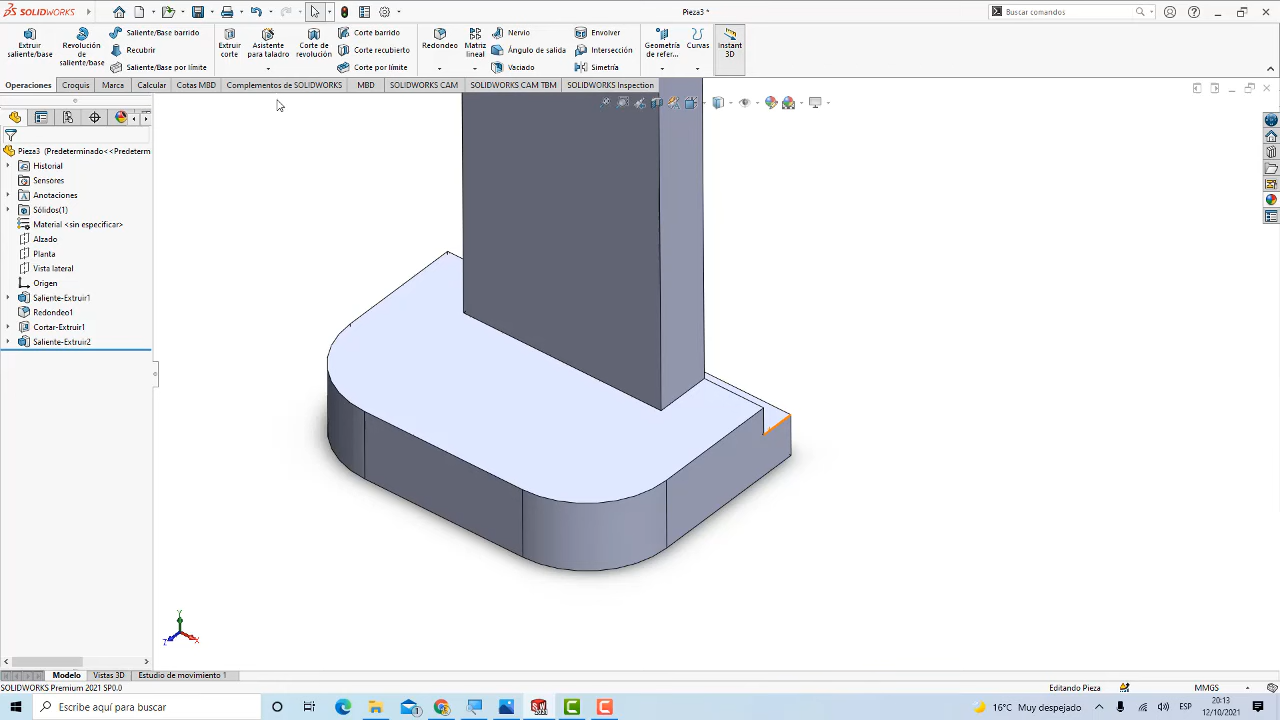 SOLIDWORKS
Pieza3 *
Buscar comandos
Extruir saliente/base
Revolución de saliente/base
Saliente/Base barrido
Recubrir
Saliente/Base por límite
Extruir corte
Asistente para taladro
Corte de revolución
Corte barrido
Corte recubierto
Corte por límite
Redondeo
Matriz lineal
Nervio
Ángulo de salida
Vaciado
Envolver
Intersección
Simetría
Geometría de refer...
Curvas
Instant 3D
Operaciones
Croquis
Marca
Calcular
Cotas MBD
Complementos de SOLIDWORKS
MBD
SOLIDWORKS CAM
SOLIDWORKS CAM TBM
SOLIDWORKS Inspection
Pieza3 (Predeterminado<<Predeterm
Historial
Sensores
Anotaciones
Sólidos(1)
Material <sin especificar>
Alzado
Planta
Vista lateral
Origen
Saliente-Extruir1
Redondeo1
Cortar-Extruir1
Saliente-Extruir2
Y
Z
X
Modelo
Vistas 3D
Estudio de movimiento 1
SOLIDWORKS Premium 2021 SP0.0
Editando Pieza
MMGS
Escribe aquí para buscar
16°C Muy despejado
ESP
20:13
12/10/2021